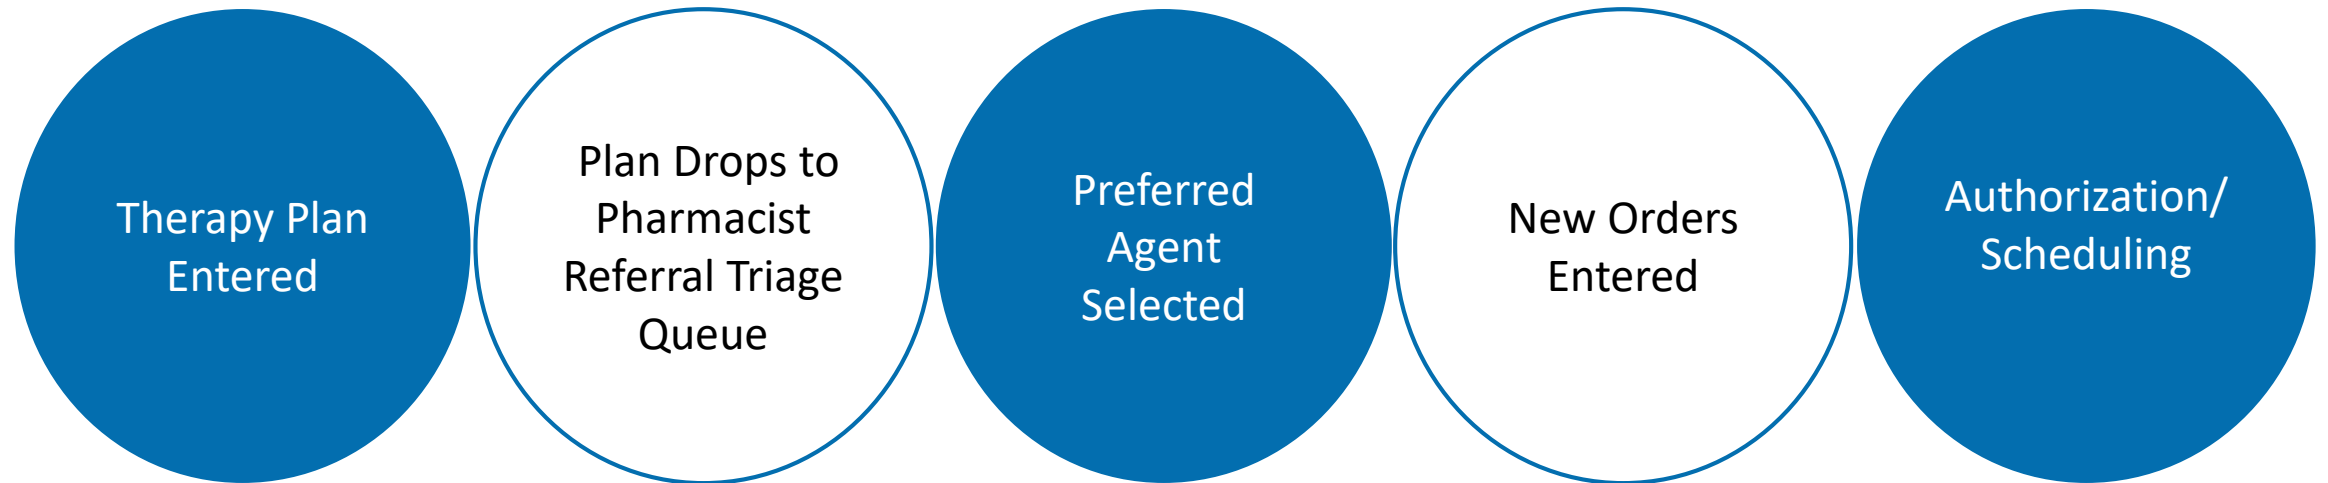 Therapy Plan
Entered
Plan Drops to
Pharmacist
Referral Triage
Queue
Preferred
Agent
Selected
New Orders
Entered
Authorization/
Scheduling